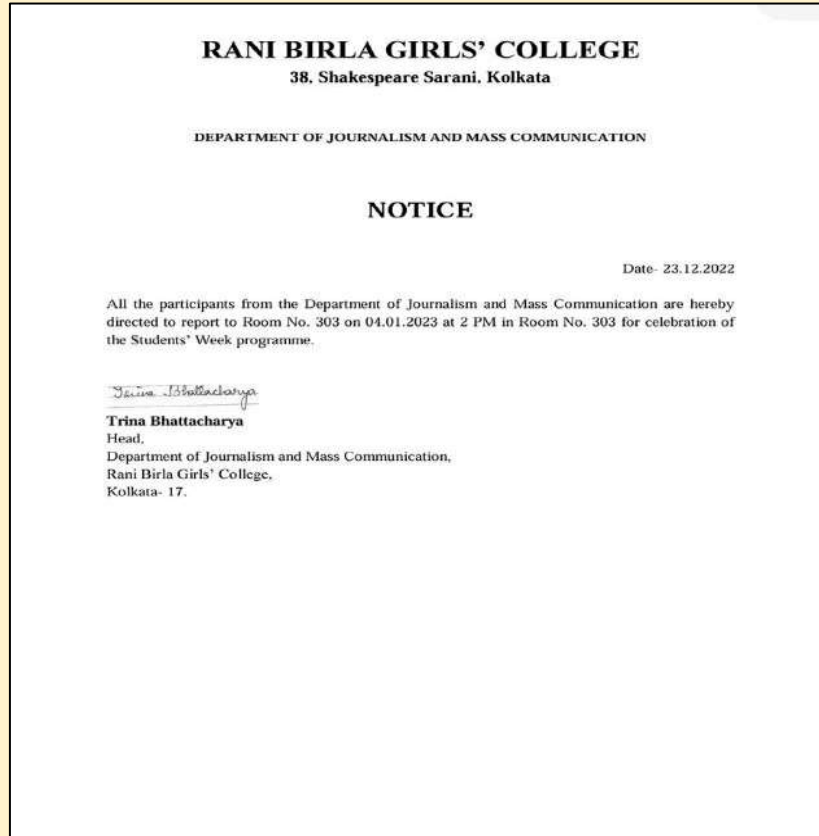 RANI BIRLA GIRLS' COLLEGE
38, Shakespeare Sarani, Kolkata
DEPARTMENT OF JOURNALISM AND MASS COMMUNICATION
NOTICE
Date- 23.12.2022
All the participants from the Department of Journalism and Mass Communication are hereby
directed to report to Room No. 303 on 04.01.2023 at 2 PM in Room No. 303 for celebration of
the Students' Week programme.
Trina Bhattacharya
Trina Bhattacharya
Head,
Department of Journalism and Mass Communication,
Rani Birla Girls' College,
Kolkata- 17.